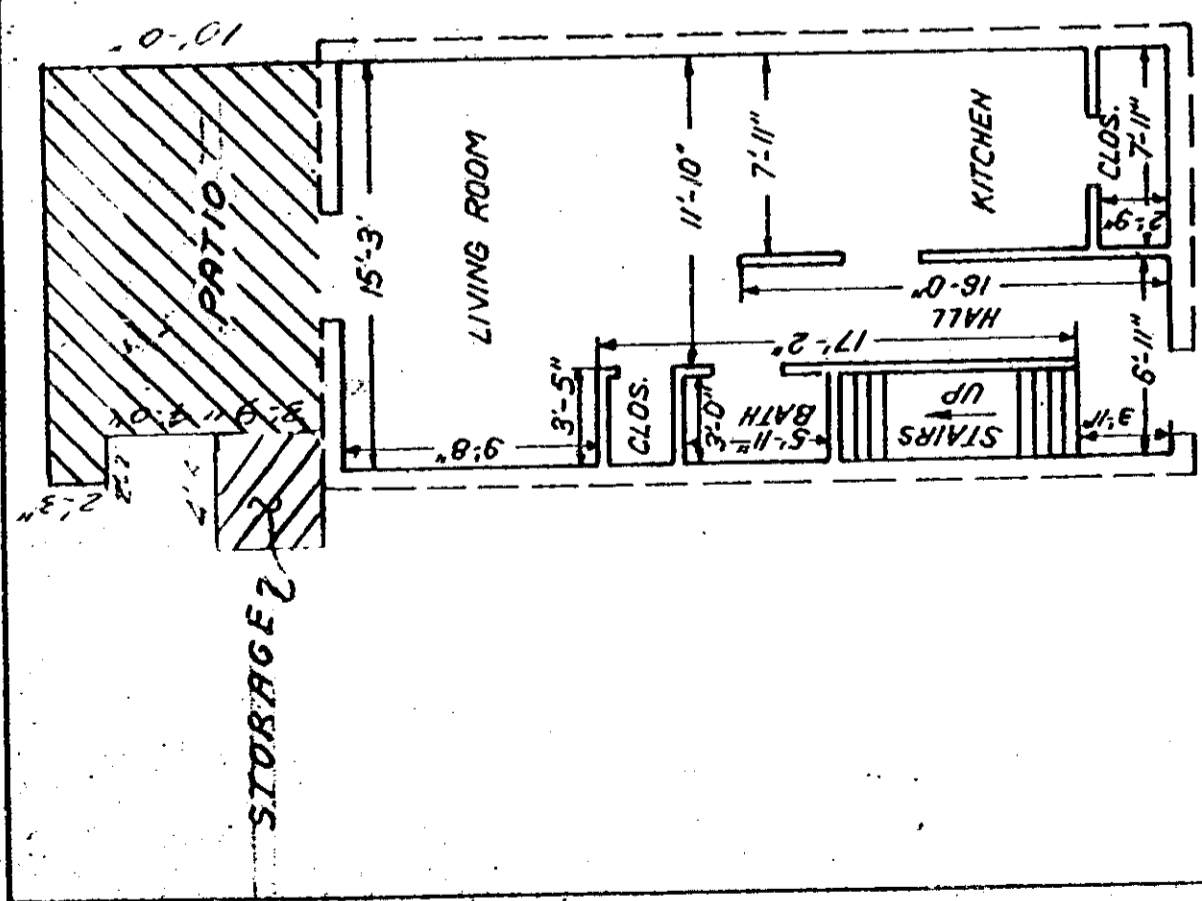 10'-0"
PATIO
2'-3"
4'-0"
STORAGE
15'-3'
LIVING ROOM
9'-8"
3'-5"
CLOS.
11'-10"
7'-11"
KITCHEN
CLOS.
7'-11"
2'-9"
16-0"
HALL
17'-2"
3'-0"
5'-11"
BATH
STAIRS
UP
6'-11"
3'-11"